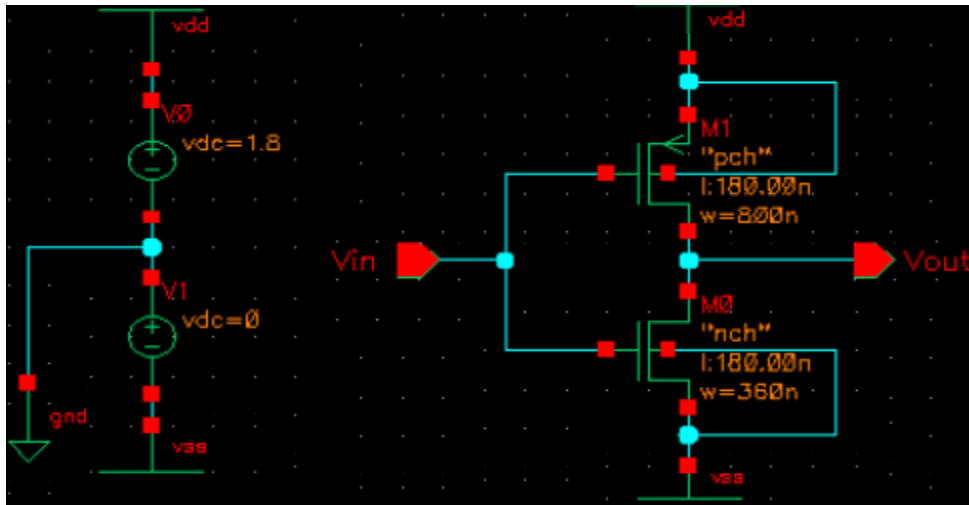 vdd
V0
vdc=1.8
V1
vdc=0
gnd
vss
vdd
M1
"pch"
l:180.00n
w=800n
Vin
Vout
M0
"nch"
l:180.00n
w=360n
vss